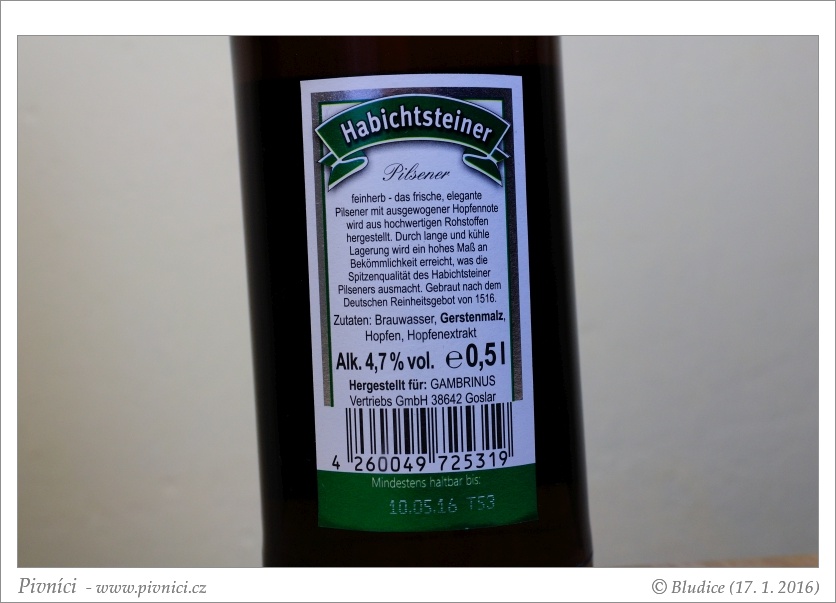 Habichtsteiner
Pilsener
feinherb - das frische, elegante
Pilsener mit ausgewogener Hopfennote
wird aus hochwertigen Rohstoffen
hergestellt. Durch lange und kühle
Lagerung wird ein hohes Maß an
Bekömmlichkeit erreicht, was die
Spitzenqualität des Habichtsteiner
Pilseners ausmacht. Gebraut nach dem
Deutschen Reinheitsgebot von 1516.
Zutaten: Brauwasser, Gerstenmalz,
Hopfen, Hopfenextrakt
Alk. 4,7 % vol. ℮ 0,5 l
Hergestellt für: GAMBRINUS
Vertriebs GmbH 38642 Goslar
4 260049 725319
Mindestens haltbar bis:
10.05.16 T53
Pivníci - www.pivnici.cz
© Bludice (17. 1. 2016)